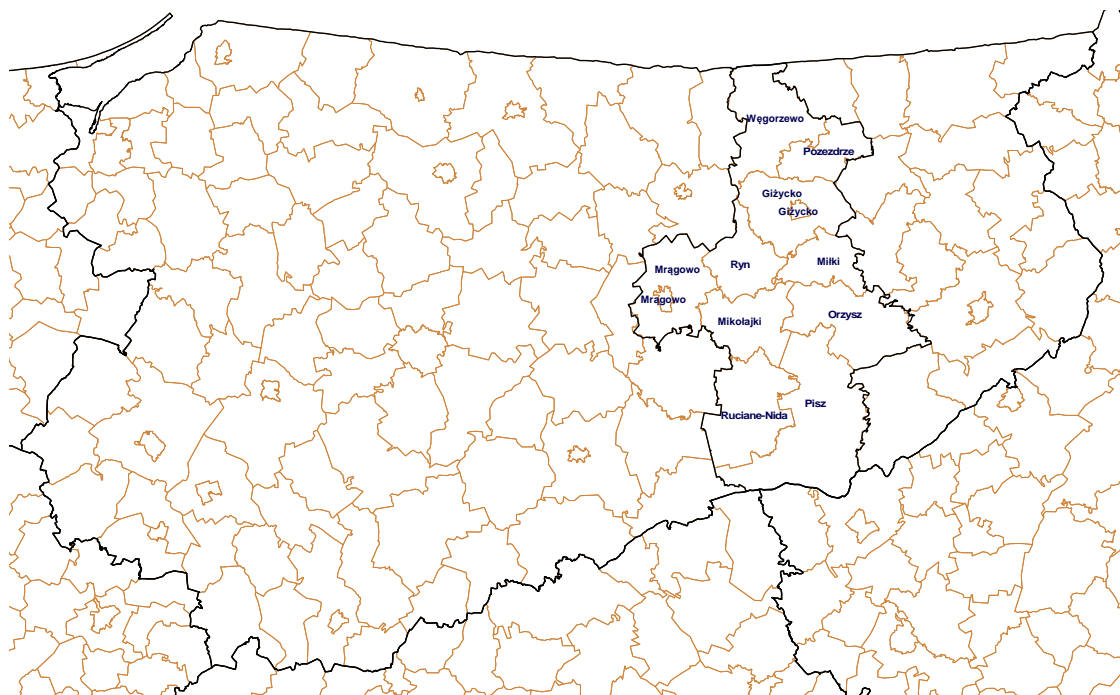 Węgorzewo
Pozezdrze
Giżycko
Giżycko
Ryn
Miłki
Mrągowo
Mrągowo
Mikołajki
Orzysz
Pisz
Ruciane-Nida